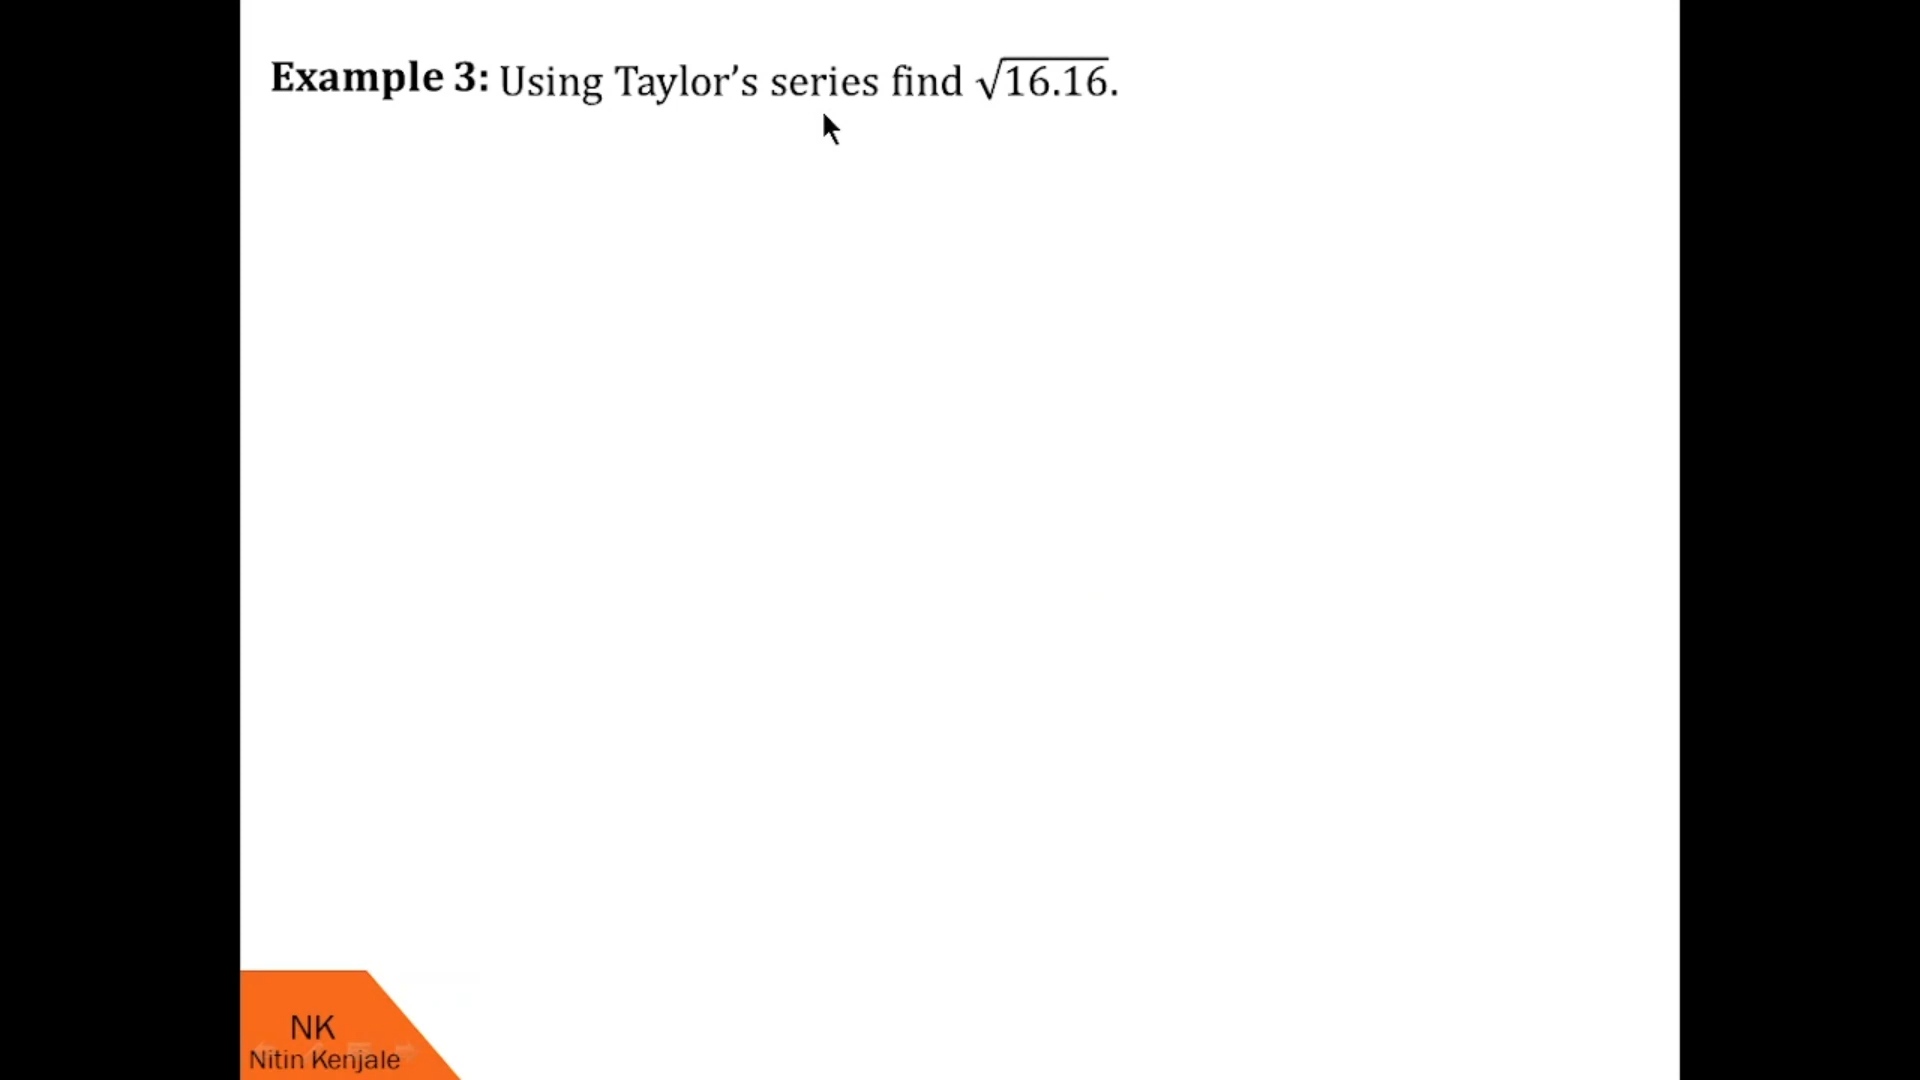 Example 3: Using Taylor’s series find √16.16.
NK
Nitin Kenjale